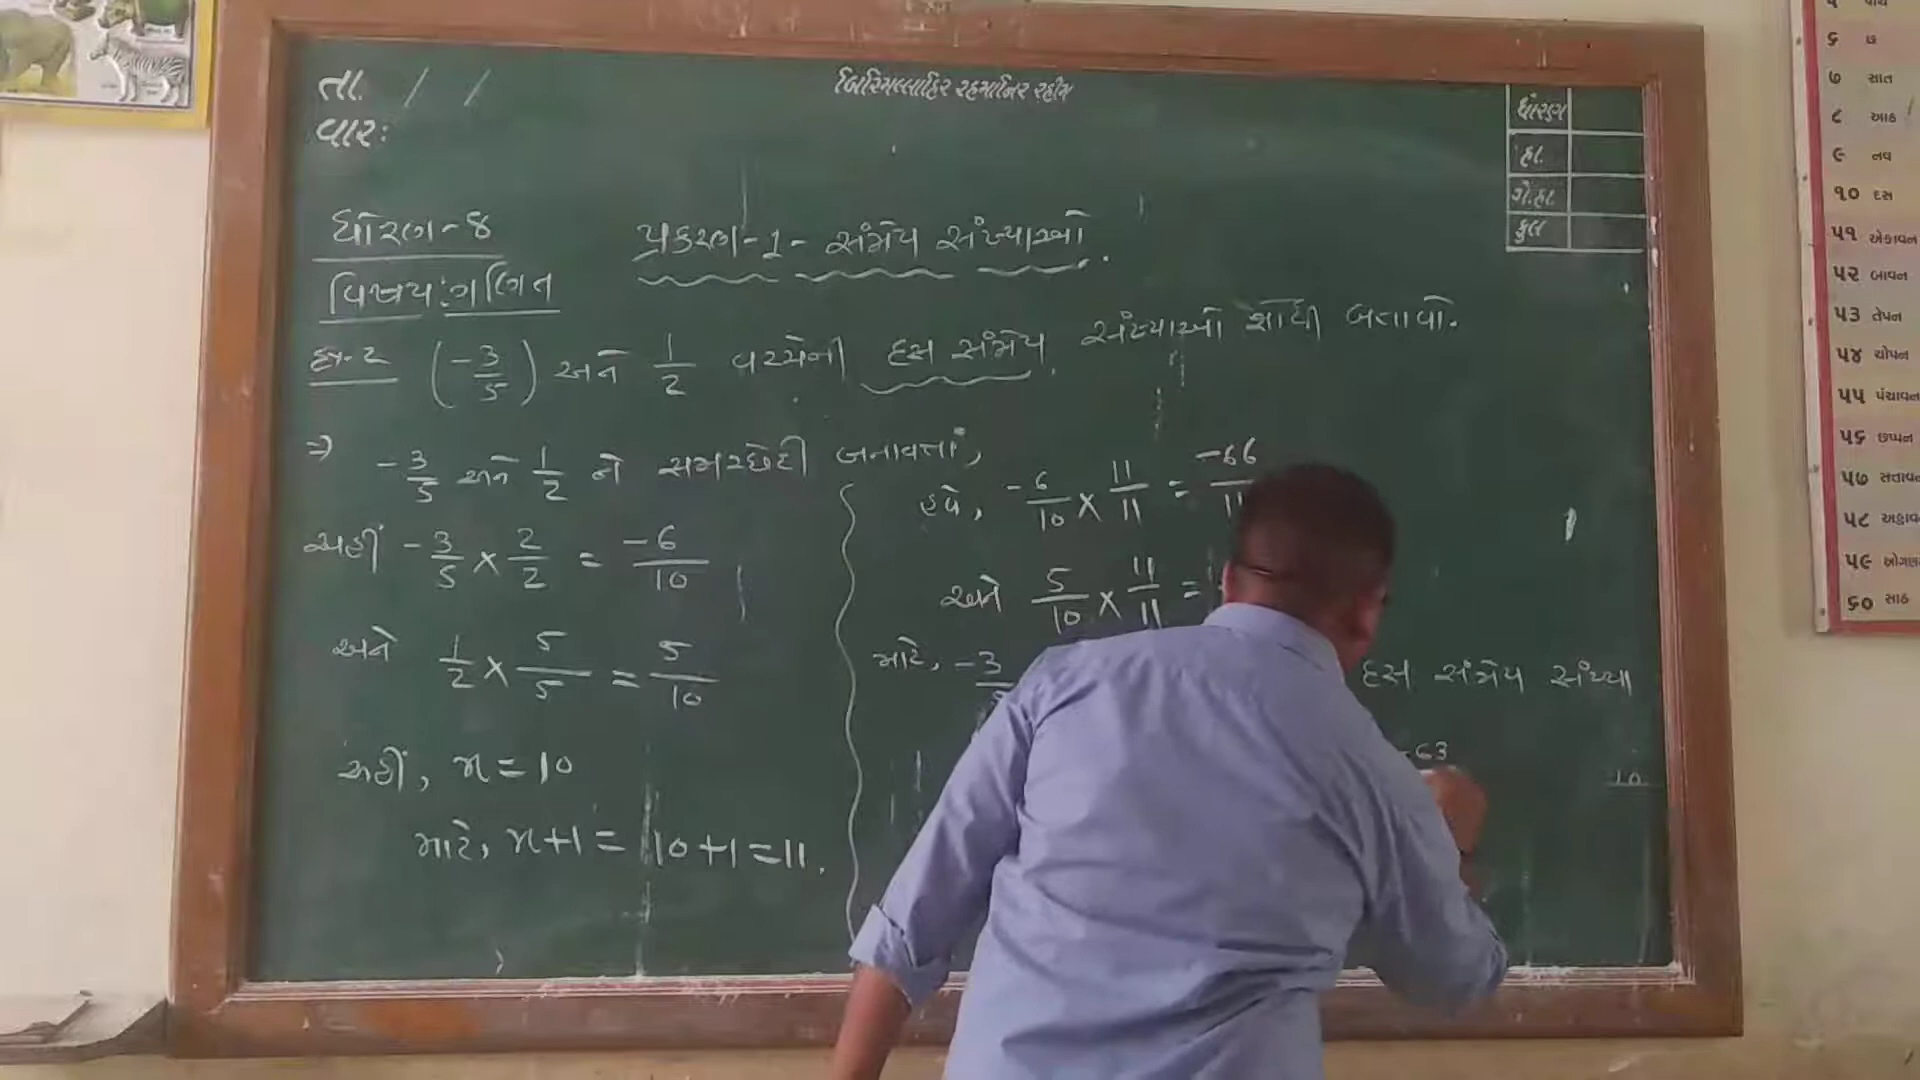 તા. / /
વાર:
બિસ્મિલ્લાહિર રહમાનિર રહીમ
ધોરણ
હા.
ગે.હા.
કુલ
ધોરણ-૪
પ્રકરણ-1- સંમેય સંખ્યાઓ.
વિષય:ગણિત
દા-2 (-3/5) અને 1/2 વચ્ચેની દસ સંમેય સંખ્યાઓ શોધી બતાવો.
⇒ -3/5 અને 1/2 ને સમચ્છેદી બનાવતાં,
અહીં -3/5 × 2/2 = -6/10
અને 1/2 × 5/5 = 5/10
અહીં, n=10
માટે, n+1= 10+1=11.
હવે, -6/10 × 11/11 = -66/11
અને 5/10 × 11/11 =
માટે, -3 દસ સંમેય સંખ્યા
-63
10
૬ છ
૭ સાત
૮ આઠ
૯ નવ
૧૦ દસ
૫૧ એકાવન
૫૨ બાવન
૫૩ તેપન
૫૪ ચોપન
૫૫ પંચાવન
૫૬ છપ્પન
૫૭ સત્તાવન
૫૮ અઠ્ઠાવ
૫૯ ઓગણ
૬૦ સાઠ